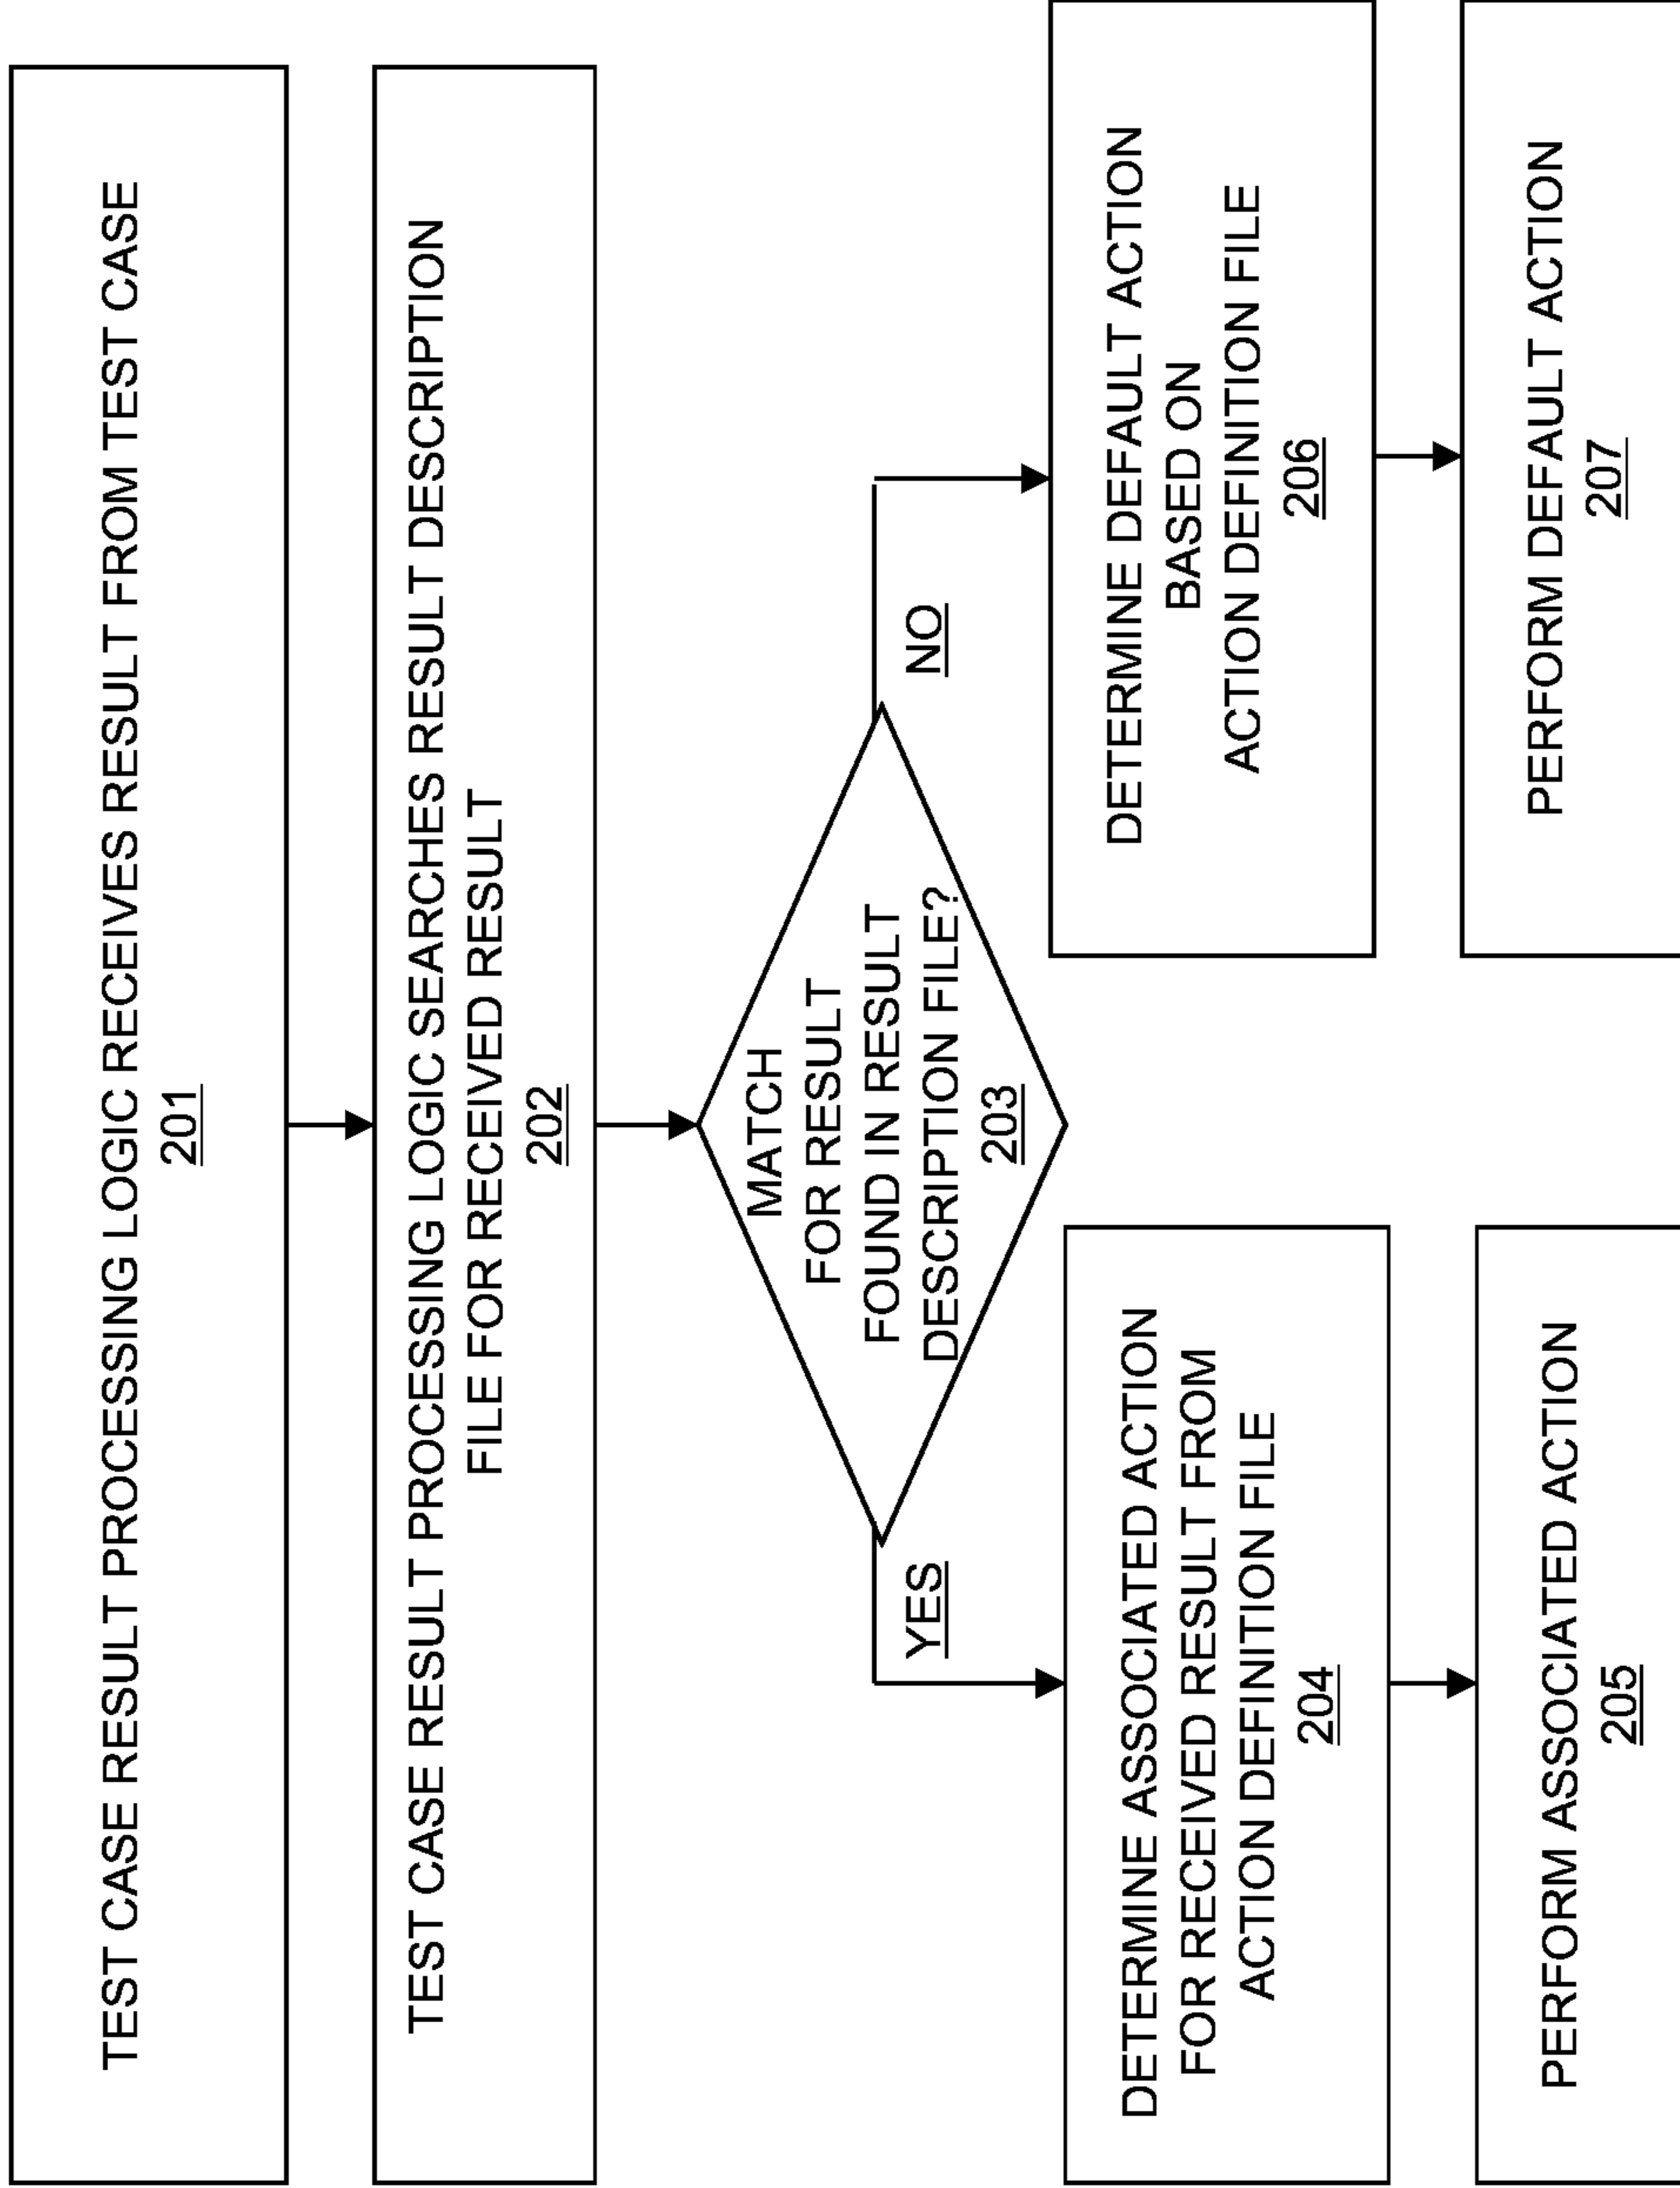 TEST CASE RESULT PROCESSING LOGIC RECEIVES RESULT FROM TEST CASE
201
TEST CASE RESULT PROCESSING LOGIC SEARCHES RESULT DESCRIPTION
FILE FOR RECEIVED RESULT
202
MATCH
FOR RESULT
FOUND IN RESULT
DESCRIPTION FILE?
203
YES
NO
DETERMINE ASSOCIATED ACTION
FOR RECEIVED RESULT FROM
ACTION DEFINITION FILE
204
PERFORM ASSOCIATED ACTION
205
DETERMINE DEFAULT ACTION
BASED ON
ACTION DEFINITION FILE
206
PERFORM DEFAULT ACTION
207